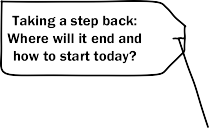 Taking a step back:
Where will it end and
how to start today?